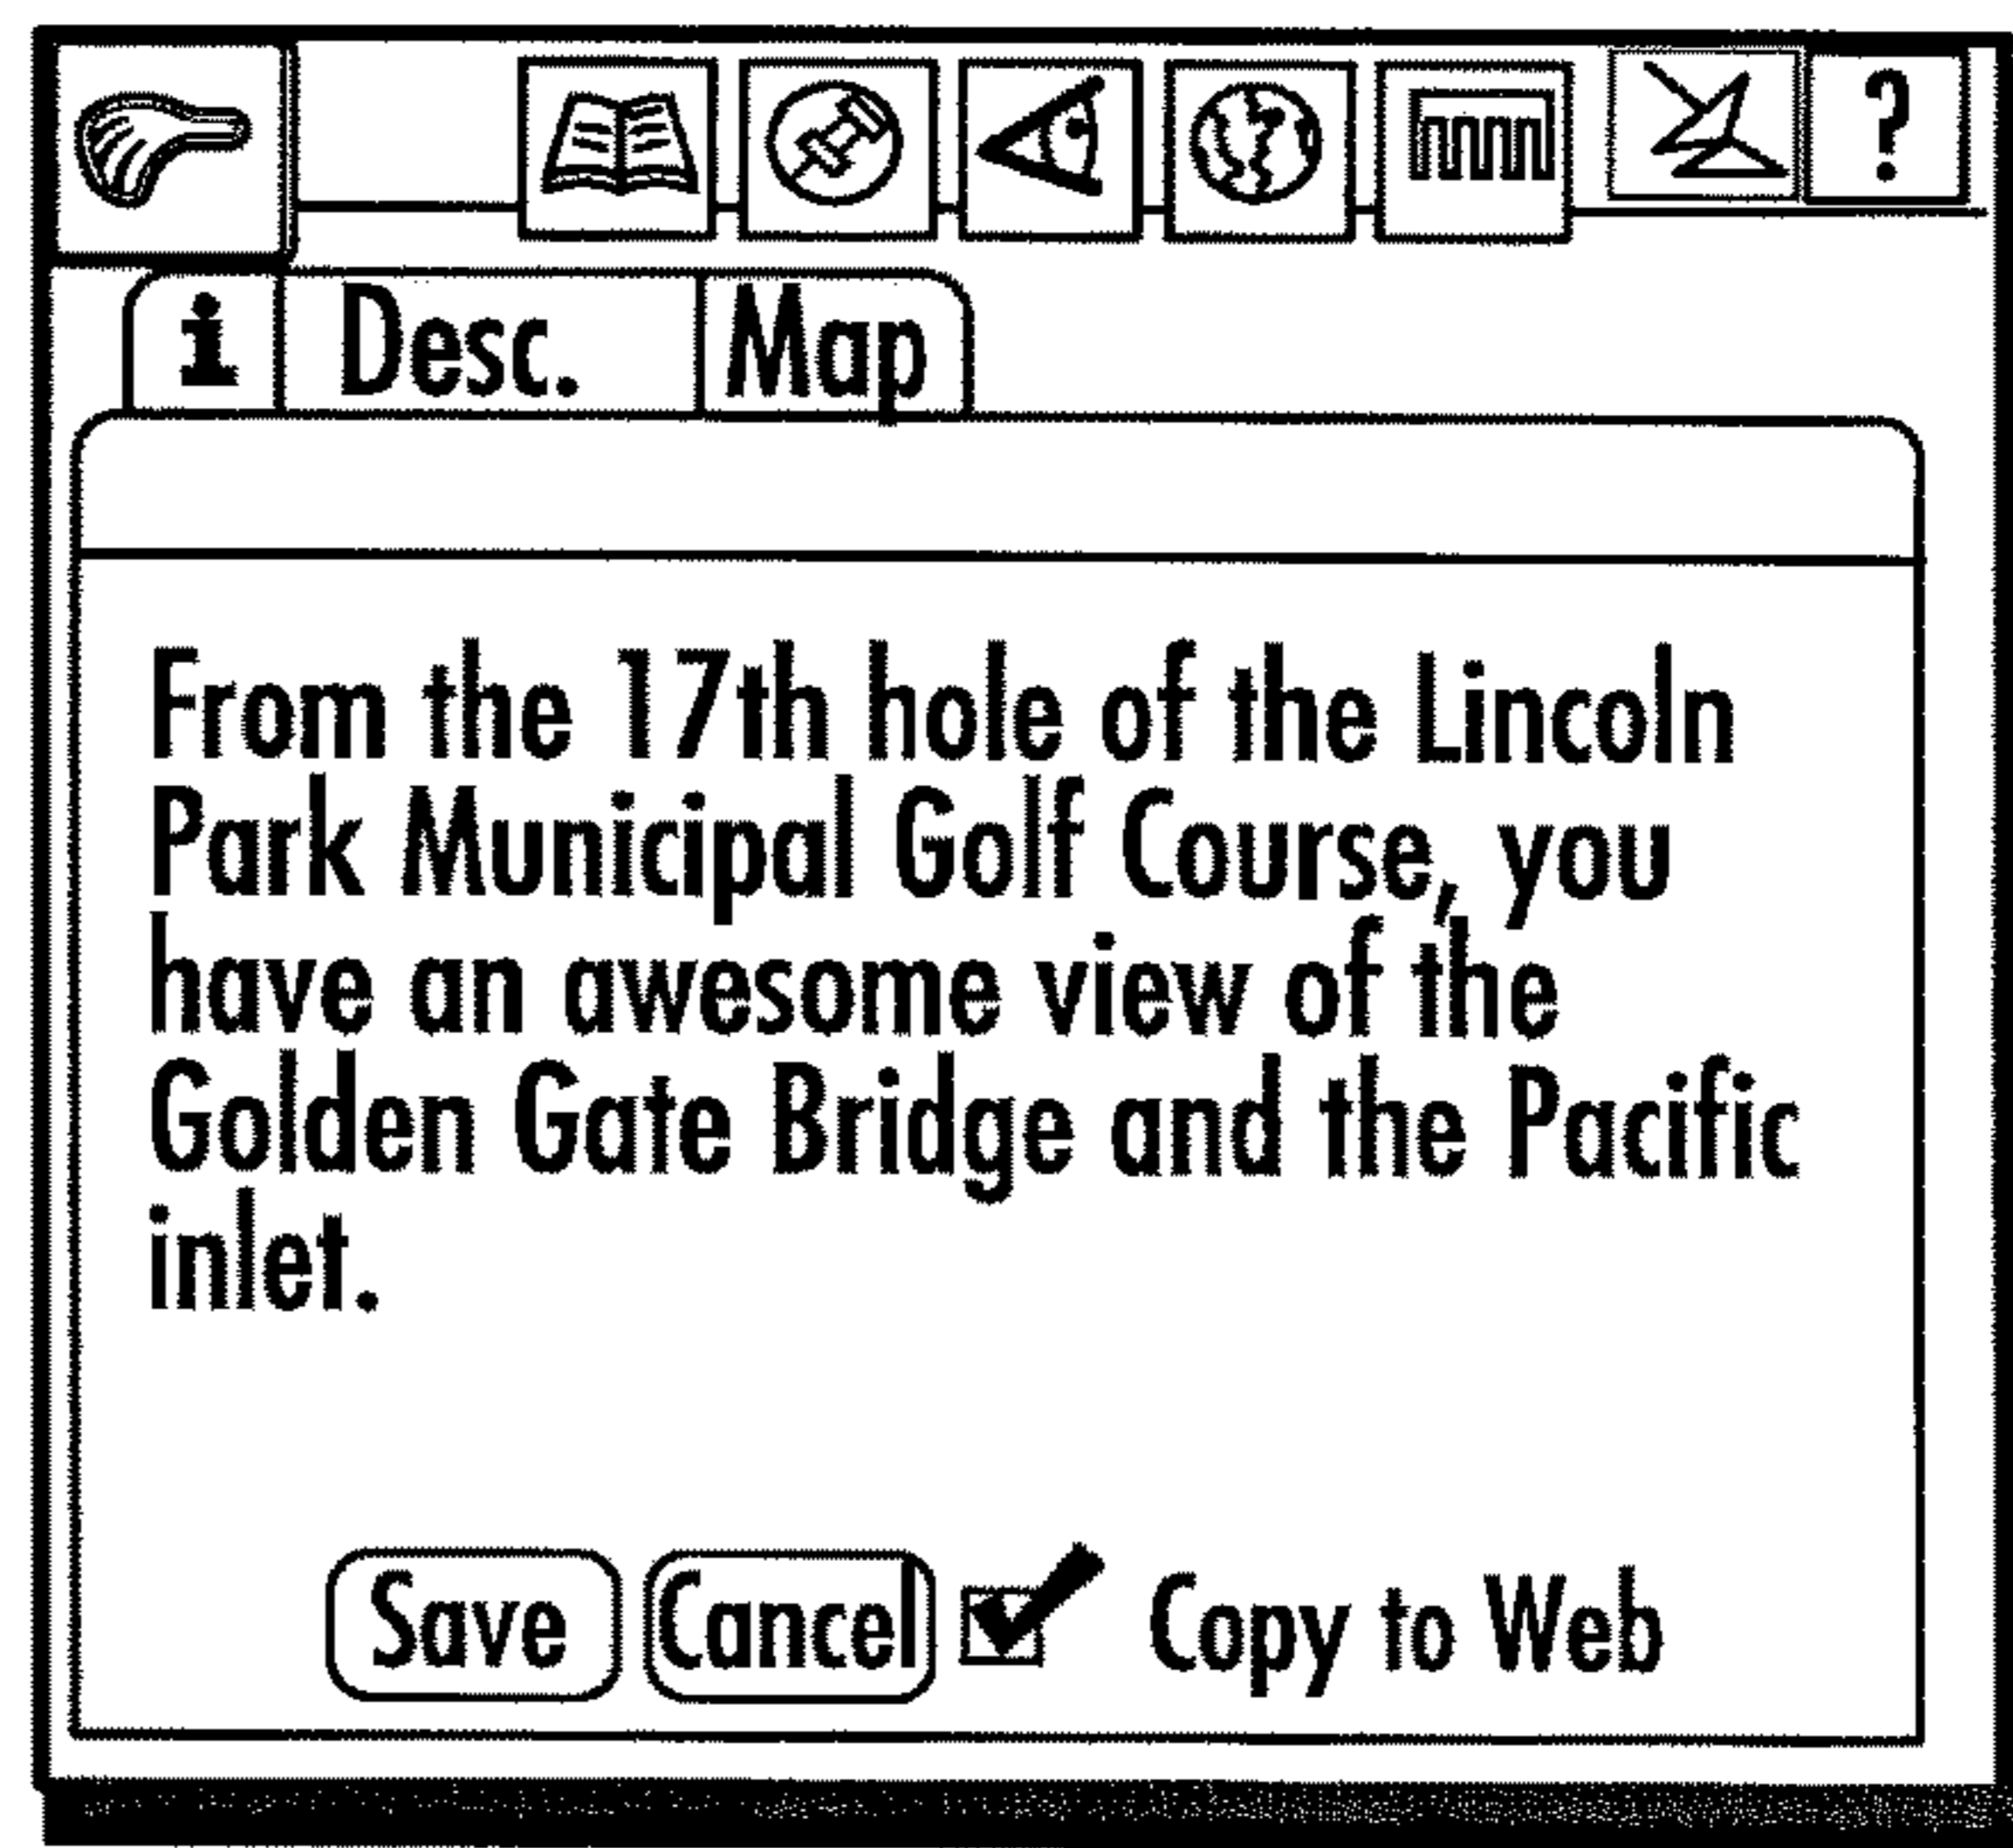 ?
i Desc. Map
From the 17th hole of the Lincoln
Park Municipal Golf Course, you
have an awesome view of the
Golden Gate Bridge and the Pacific
inlet.
Save Cancel Copy to Web